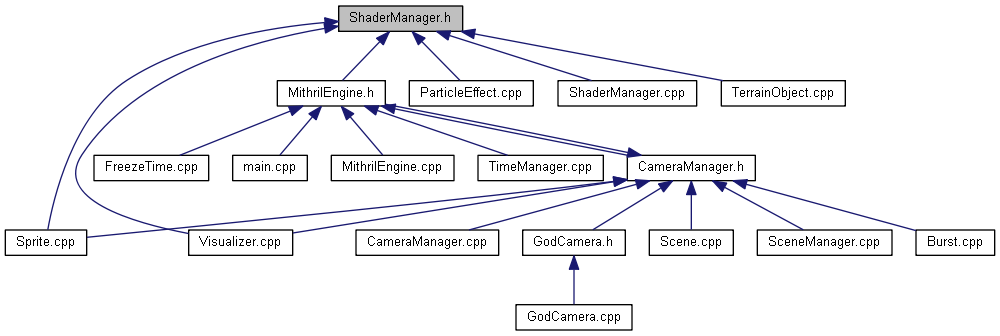 ShaderManager.h
MithrilEngine.h
ParticleEffect.cpp
ShaderManager.cpp
TerrainObject.cpp
FreezeTime.cpp
main.cpp
MithrilEngine.cpp
TimeManager.cpp
CameraManager.h
Sprite.cpp
Visualizer.cpp
CameraManager.cpp
GodCamera.h
Scene.cpp
SceneManager.cpp
Burst.cpp
GodCamera.cpp